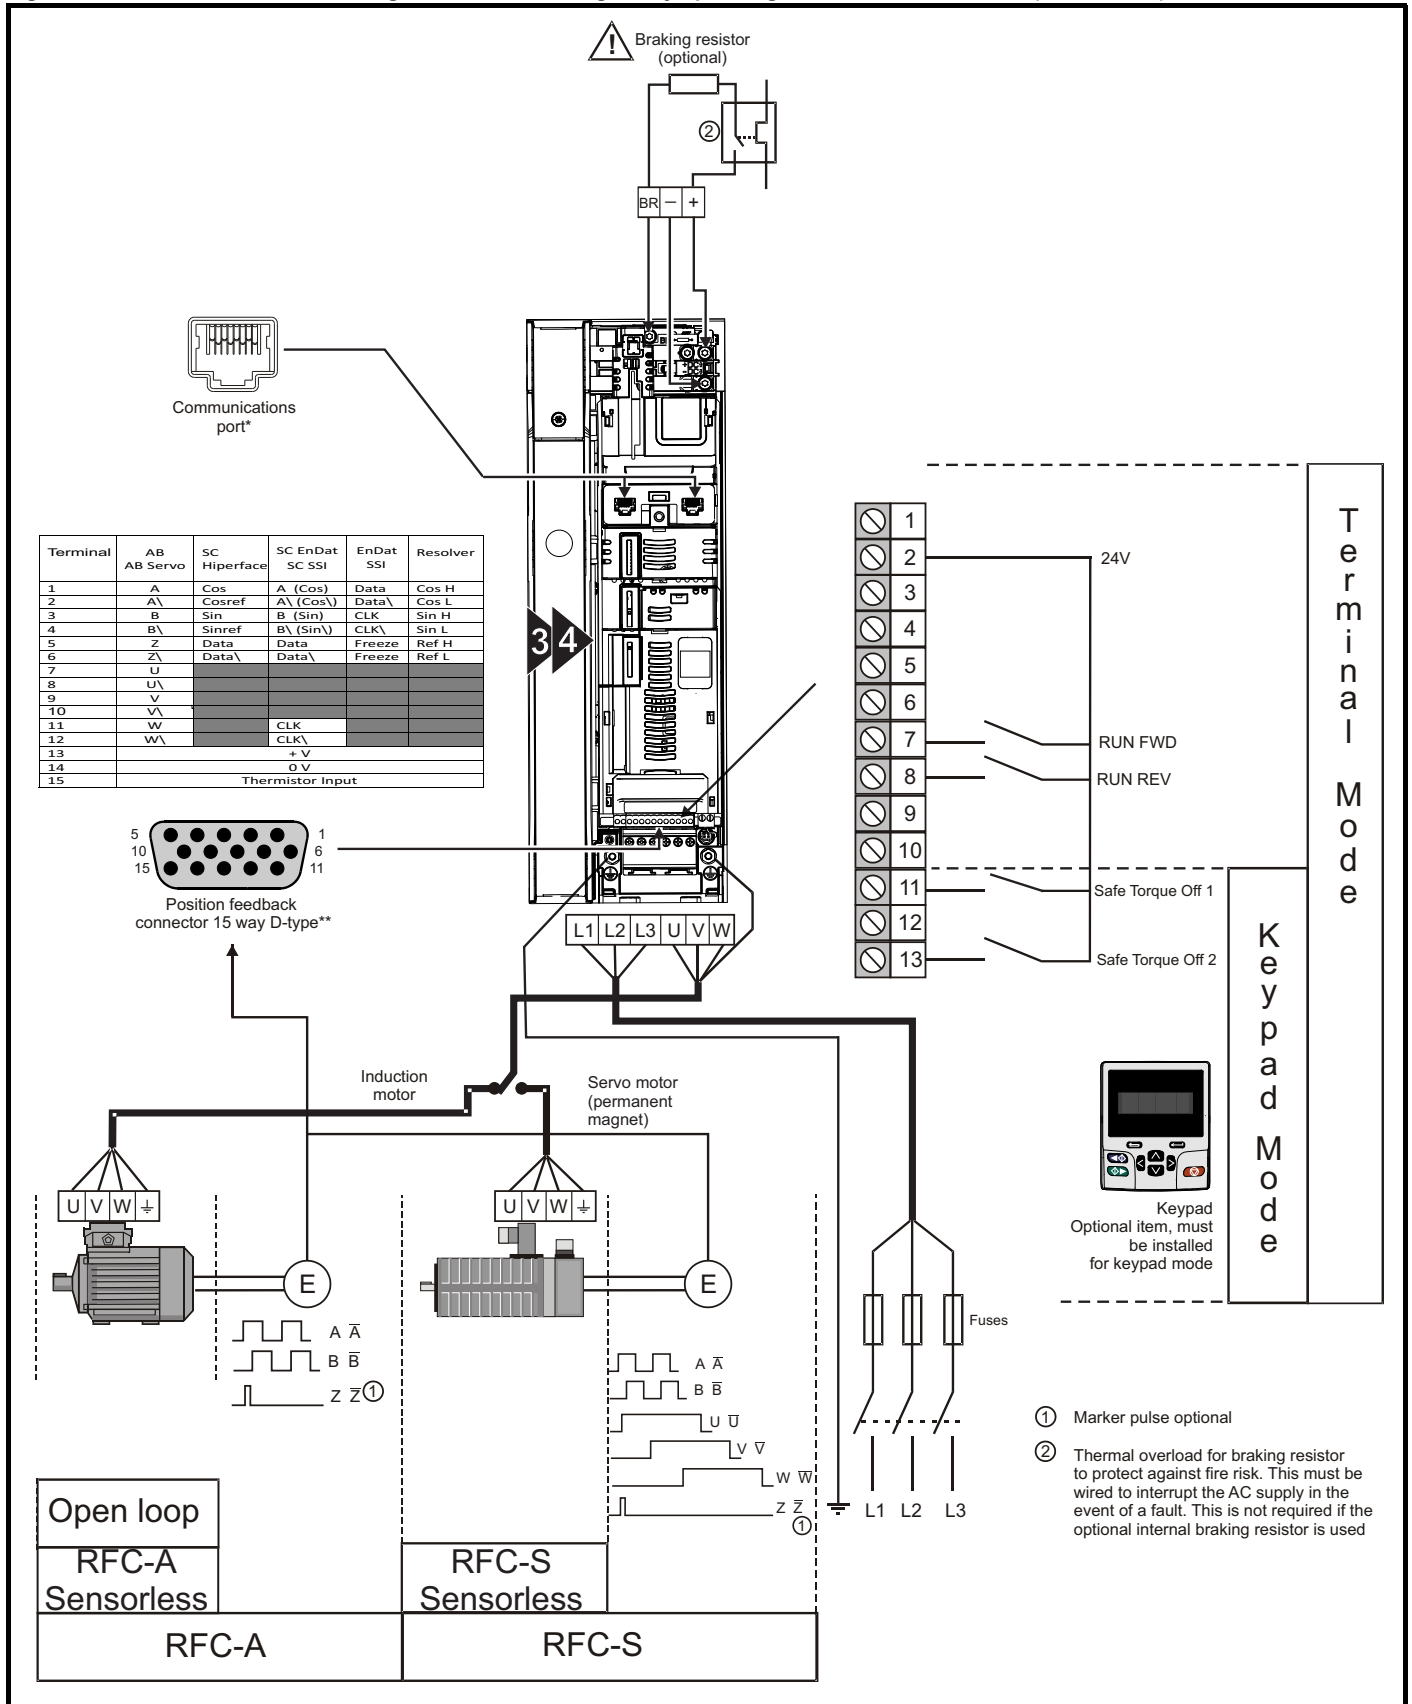 Braking resistor
(optional)
2
BR – +
Communications
port*
Terminal AB AB Servo SC Hiperface SC EnDat SC SSI EnDat SSI Resolver
1 A Cos A (Cos) Data Cos H
2 A\ Cosref A\ (Cos\) Data\ Cos L
3 B Sin B (Sin) CLK Sin H
4 B\ Sinref B\ (Sin\) CLK\ Sin L
5 Z Data Data Freeze Ref H
6 Z\ Data\ Data\ Freeze Ref L
7 U
8 U\
9 V
10 V\
11 W CLK
12 W\ CLK\
13 + V
14 0 V
15 Thermistor Input
3 4
5 1
10 6
15 11
Position feedback
connector 15 way D-type**
L1 L2 L3 U V W
1
2 24V
3
4
5
6
7 RUN FWD
8 RUN REV
9
10
11 Safe Torque Off 1
12
13 Safe Torque Off 2
Terminal Mode
Keypad Mode
Keypad
Optional item, must
be installed
for keypad mode
Induction
motor
Servo motor
(permanent
magnet)
U V W
E
U V W
E
A A̅
B B̅
Z Z̅ 1
A A̅
B B̅
U U̅
V V̅
W W̅
Z Z̅
1
Fuses
L1 L2 L3
1 Marker pulse optional
2 Thermal overload for braking resistor
to protect against fire risk. This must be
wired to interrupt the AC supply in the
event of a fault. This is not required if the
optional internal braking resistor is used
Open loop
RFC-A
Sensorless
RFC-A
RFC-S
Sensorless
RFC-S